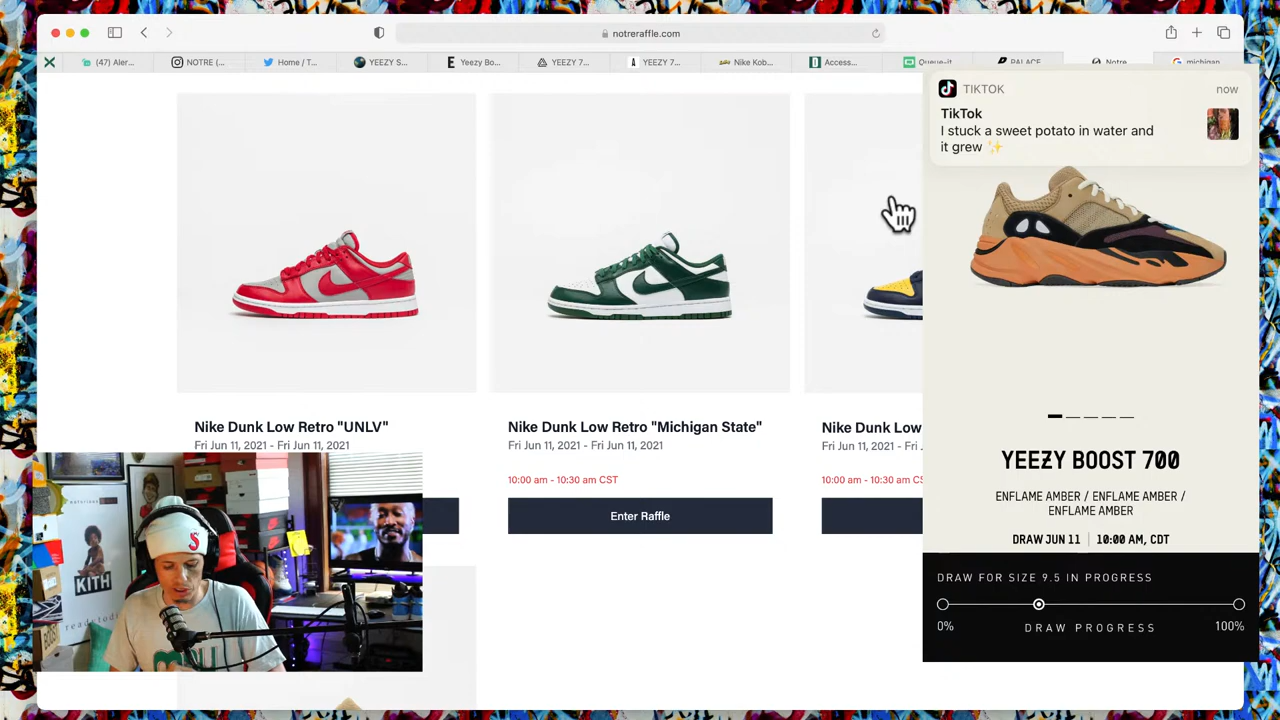 notreraffle.com
(47) Aler...
NOTRE (...
Home / T...
YEEZY S...
Yeezy Bo...
YEEZY 7...
YEEZY 7...
Nike Kob...
Access...
Queue-it
PALACE
Notre
michigan
TIKTOK
now
TikTok
I stuck a sweet potato in water and
it grew ✨
Nike Dunk Low Retro "UNLV"
Fri Jun 11, 2021 - Fri Jun 11, 2021
Nike Dunk Low Retro "Michigan State"
Fri Jun 11, 2021 - Fri Jun 11, 2021
10:00 am - 10:30 am CST
Enter Raffle
Nike Dunk Low
Fri Jun 11, 2021 - Fri
10:00 am - 10:30 am CS
YEEZY BOOST 700
ENFLAME AMBER / ENFLAME AMBER /
ENFLAME AMBER
DRAW JUN 11 | 10:00 AM, CDT
DRAW FOR SIZE 9.5 IN PROGRESS
0%
DRAW PROGRESS
100%
KITH